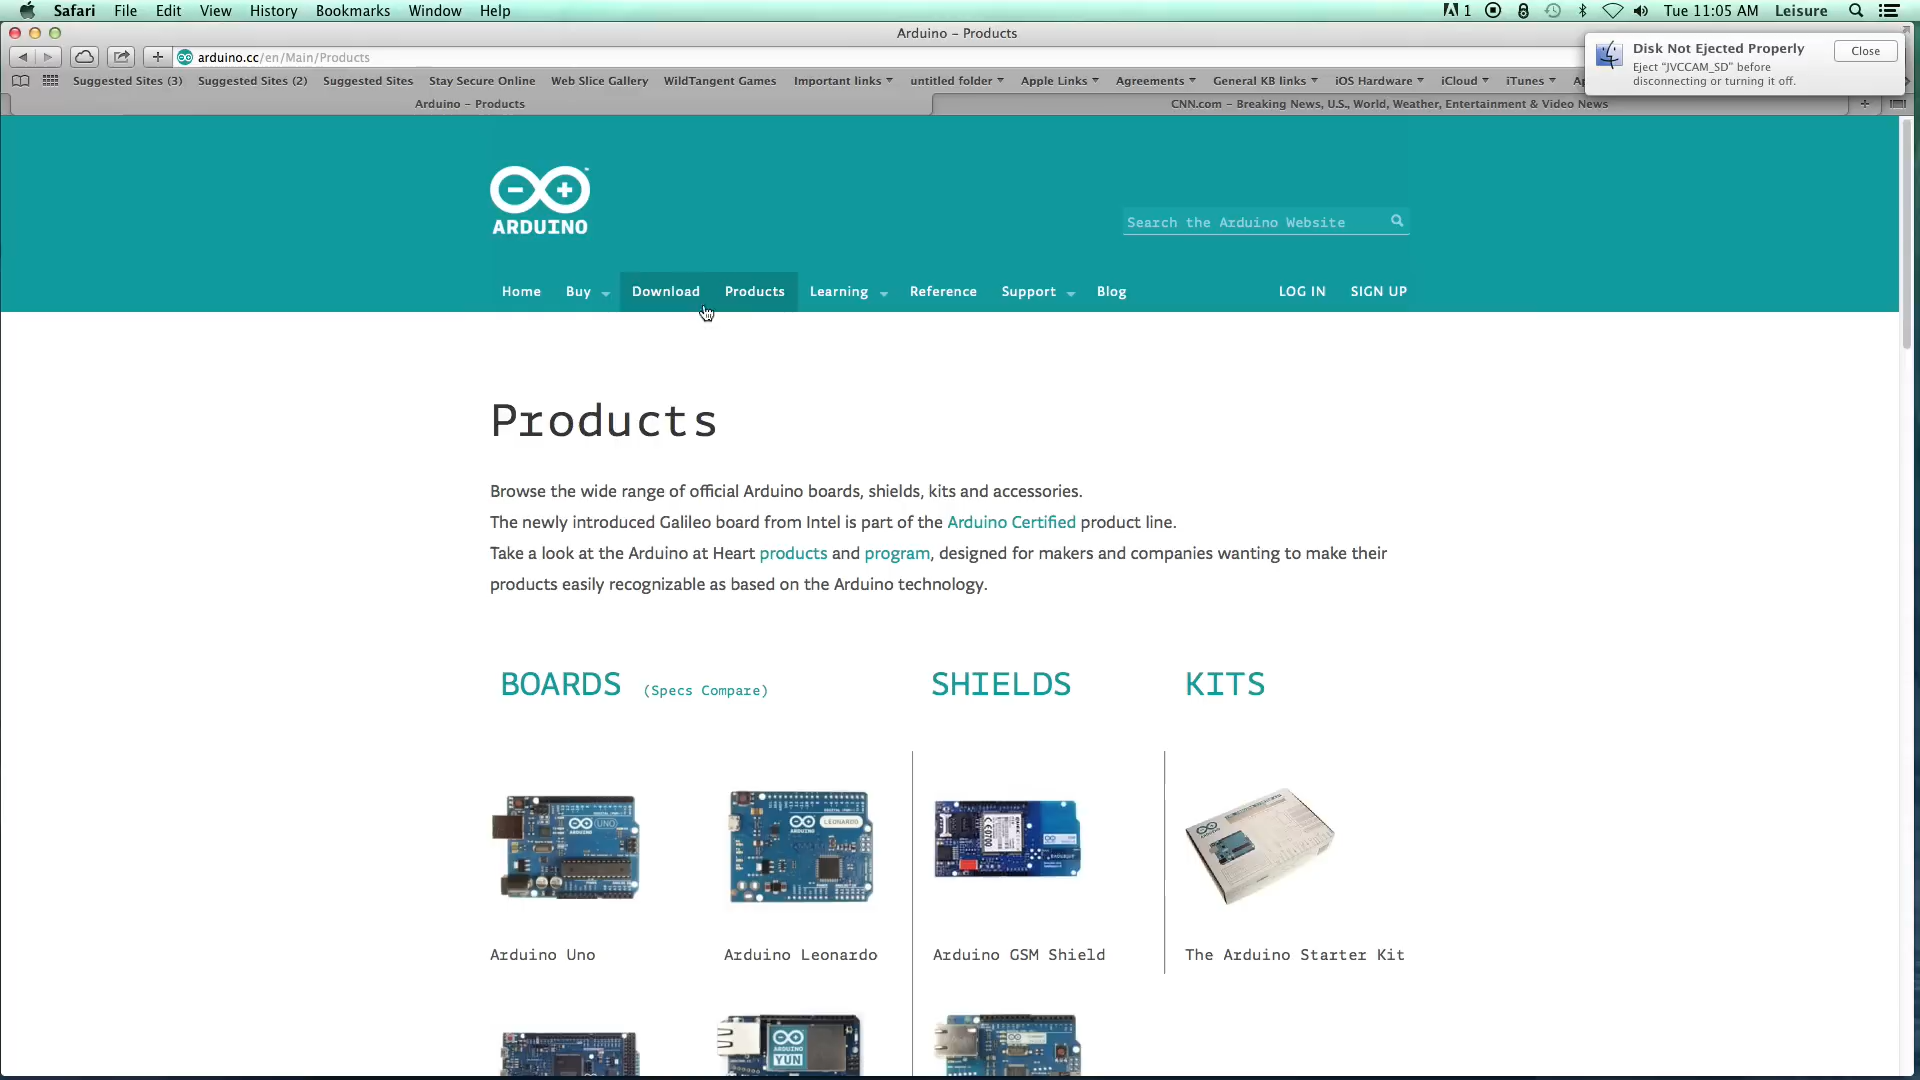 Safari File Edit View History Bookmarks Window Help
1 Tue 11:05 AM Leisure
Arduino – Products
arduino.cc/en/Main/Products
Disk Not Ejected Properly
Eject "JVCCAM_SD" before
disconnecting or turning it off.
Close
Suggested Sites (3) Suggested Sites (2) Suggested Sites Stay Secure Online Web Slice Gallery WildTangent Games Important links untitled folder Apple Links Agreements General KB links iOS Hardware iCloud iTunes
Arduino – Products
CNN.com – Breaking News, U.S., World, Weather, Entertainment & Video News
ARDUINO
Search the Arduino Website
Home Buy Download Products Learning Reference Support Blog LOG IN SIGN UP
Products
Browse the wide range of official Arduino boards, shields, kits and accessories.
The newly introduced Galileo board from Intel is part of the Arduino Certified product line.
Take a look at the Arduino at Heart products and program, designed for makers and companies wanting to make their
products easily recognizable as based on the Arduino technology.
BOARDS (Specs Compare) SHIELDS KITS
UNO
LEONARDO
Arduino Uno
Arduino Leonardo
Arduino GSM Shield
The Arduino Starter Kit
ARDUINO
YUN